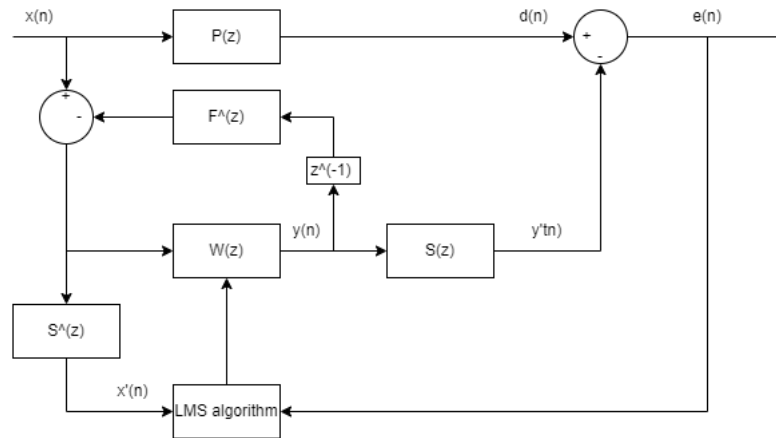 x(n)
d(n)
e(n)
P(z)
+
-
+
-
F^(z)
z^(-1)
y(n)
W(z)
S(z)
y'tn)
S^(z)
x'(n)
LMS algorithm